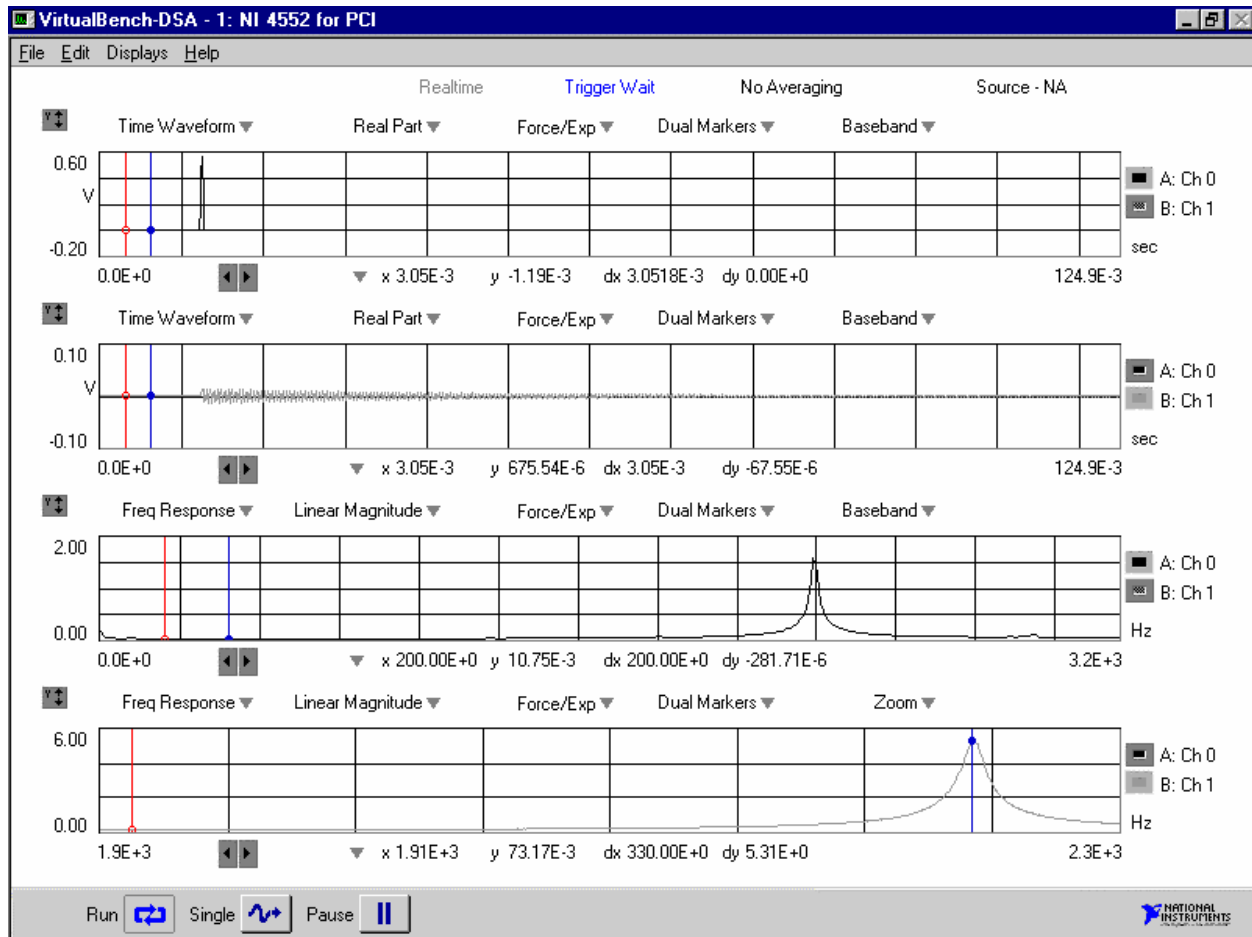 VirtualBench-DSA - 1: NI 4552 for PCI
File Edit Displays Help
Realtime Trigger Wait No Averaging Source - NA
Time Waveform Real Part Force/Exp Dual Markers Baseband
0.60
V
-0.20
A: Ch 0
B: Ch 1
sec
0.0E+0 x 3.05E-3 y -1.19E-3 dx 3.0518E-3 dy 0.00E+0 124.9E-3
Time Waveform Real Part Force/Exp Dual Markers Baseband
0.10
V
-0.10
A: Ch 0
B: Ch 1
sec
0.0E+0 x 3.05E-3 y 675.54E-6 dx 3.05E-3 dy -67.55E-6 124.9E-3
Freq Response Linear Magnitude Force/Exp Dual Markers Baseband
2.00
0.00
A: Ch 0
B: Ch 1
Hz
0.0E+0 x 200.00E+0 y 10.75E-3 dx 200.00E+0 dy -281.71E-6 3.2E+3
Freq Response Linear Magnitude Force/Exp Dual Markers Zoom
6.00
0.00
A: Ch 0
B: Ch 1
Hz
1.9E+3 x 1.91E+3 y 73.17E-3 dx 330.00E+0 dy 5.31E+0 2.3E+3
Run Single Pause
NATIONAL
INSTRUMENTS